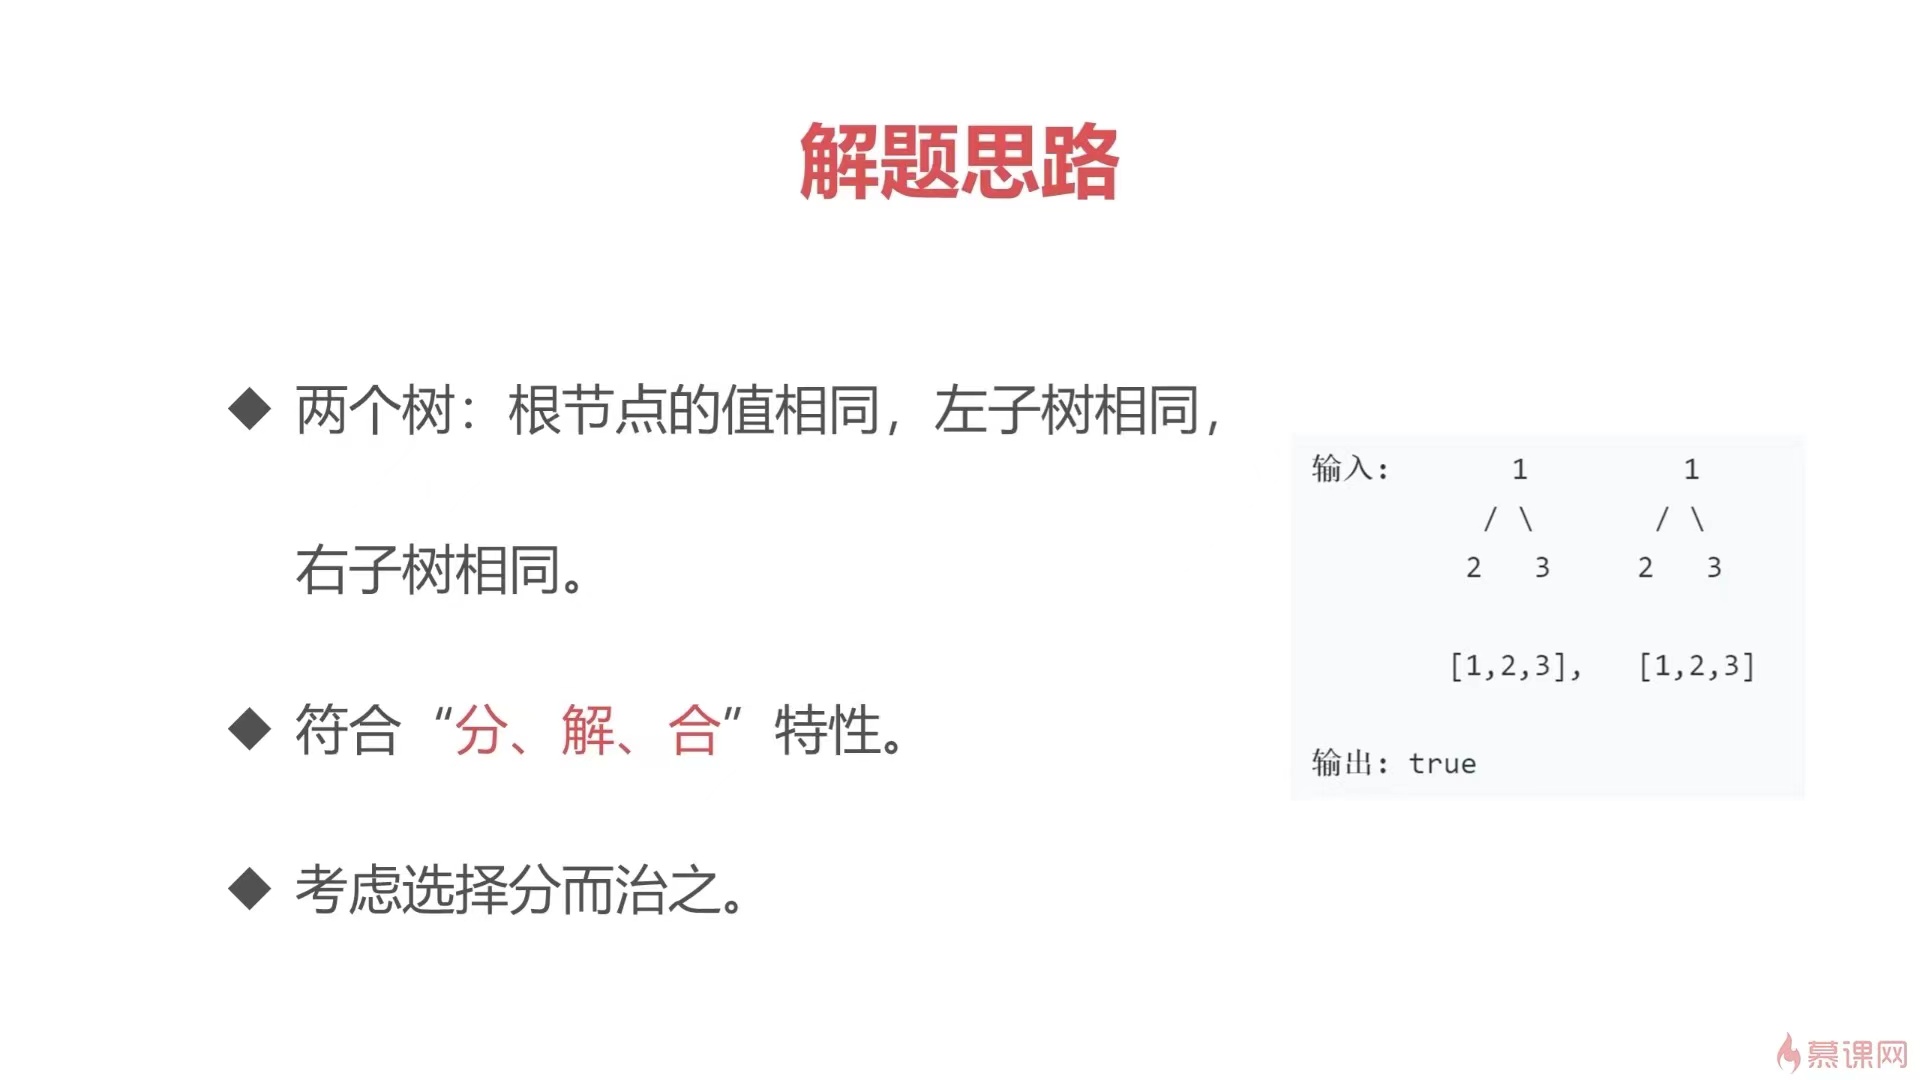 解题思路
◆ 两个树：根节点的值相同，左子树相同，
右子树相同。
◆ 符合“分、解、合”特性。
◆ 考虑选择分而治之。
输入： 1 1
/ \ / \
2 3 2 3
[1,2,3], [1,2,3]
输出：true
慕课网